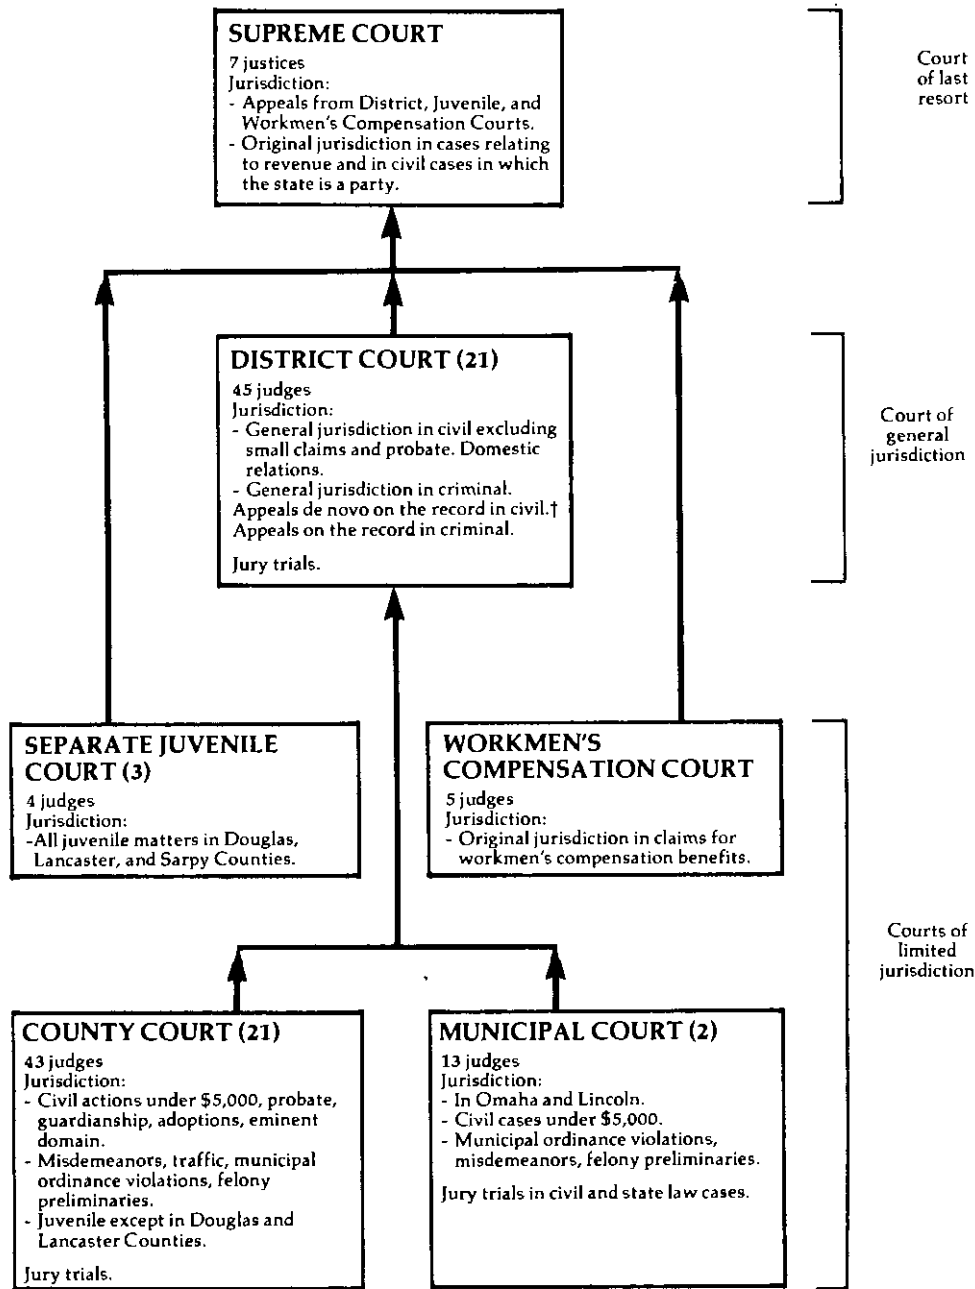 SUPREME COURT
7 justices
Jurisdiction:
- Appeals from District, Juvenile, and
Workmen's Compensation Courts.
- Original jurisdiction in cases relating
to revenue and in civil cases in which
the state is a party.
Court
of last
resort
DISTRICT COURT (21)
45 judges
Jurisdiction:
- General jurisdiction in civil excluding
small claims and probate. Domestic
relations.
- General jurisdiction in criminal.
Appeals de novo on the record in civil.†
Appeals on the record in criminal.
Jury trials.
Court of
general
jurisdiction
SEPARATE JUVENILE
COURT (3)
4 judges
Jurisdiction:
-All juvenile matters in Douglas,
Lancaster, and Sarpy Counties.
WORKMEN'S
COMPENSATION COURT
5 judges
Jurisdiction:
- Original jurisdiction in claims for
workmen's compensation benefits.
Courts of
limited
jurisdiction
COUNTY COURT (21)
43 judges
Jurisdiction:
- Civil actions under $5,000, probate,
guardianship, adoptions, eminent
domain.
- Misdemeanors, traffic, municipal
ordinance violations, felony
preliminaries.
- Juvenile except in Douglas and
Lancaster Counties.
Jury trials.
MUNICIPAL COURT (2)
13 judges
Jurisdiction:
- In Omaha and Lincoln.
- Civil cases under $5,000.
- Municipal ordinance violations,
misdemeanors, felony preliminaries.
Jury trials in civil and state law cases.